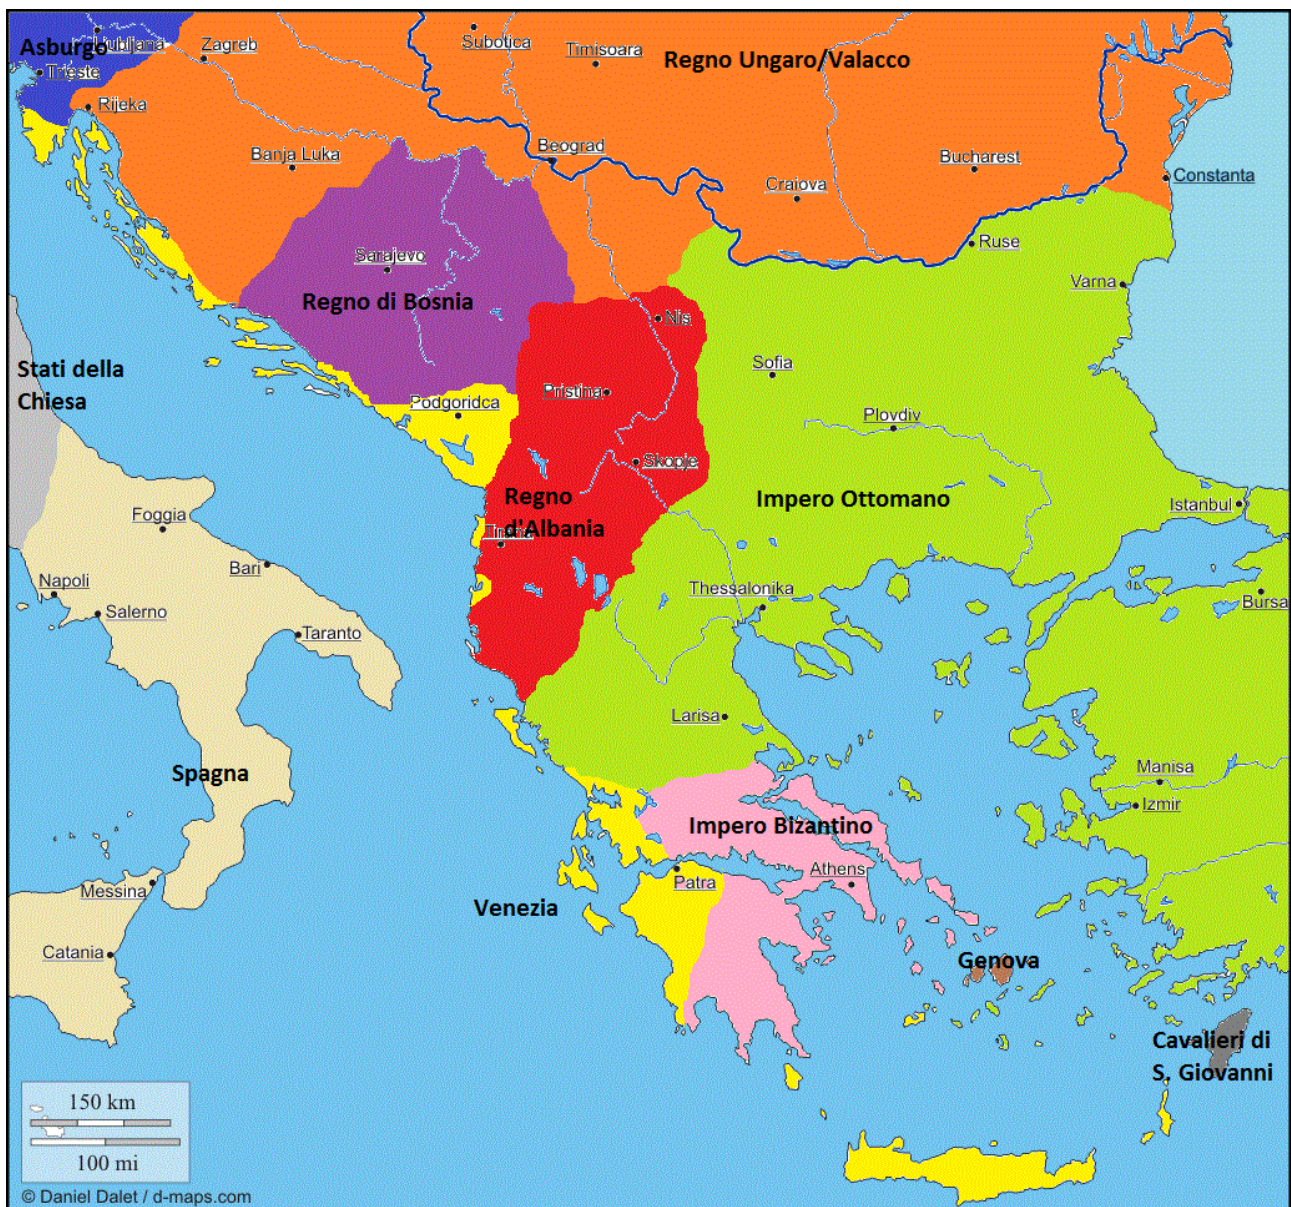 Asburgo
Ljubljana
Zagreb
Subotica
Timisoara
Regno Ungaro/Valacco
Trieste
Rijeka
Banja Luka
Beograd
Bucharest
Craiova
Constanta
Ruse
Sarajevo
Regno di Bosnia
Varna
Nis
Stati della
Chiesa
Sofia
Podgoridca
Pristina
Plovdiv
Skopje
Regno
d'Albania
Impero Ottomano
Istanbul
Foggia
Tirana
Bari
Napoli
Salerno
Taranto
Thessalonika
Bursa
Larisa
Spagna
Manisa
Izmir
Impero Bizantino
Athens
Patra
Messina
Venezia
Catania
Genova
Cavalieri di
S. Giovanni
150 km
100 mi
© Daniel Dalet / d-maps.com